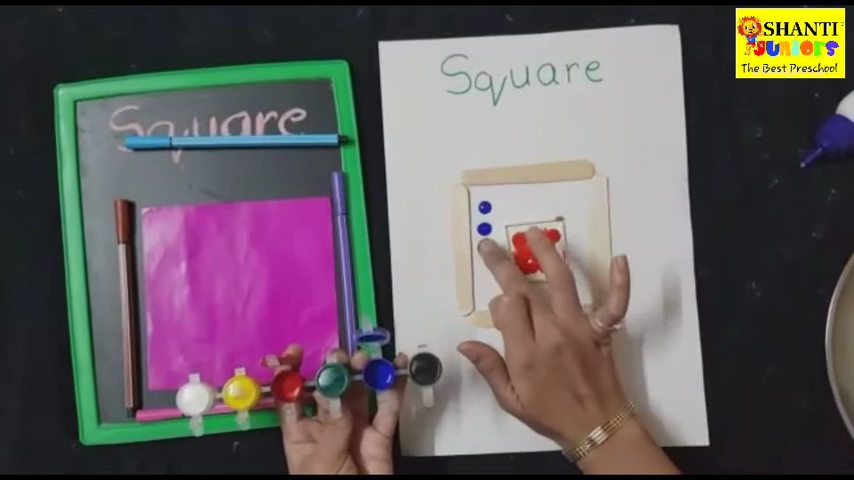 SHANTI
JUNIORS
The Best Preschool
Square
Square